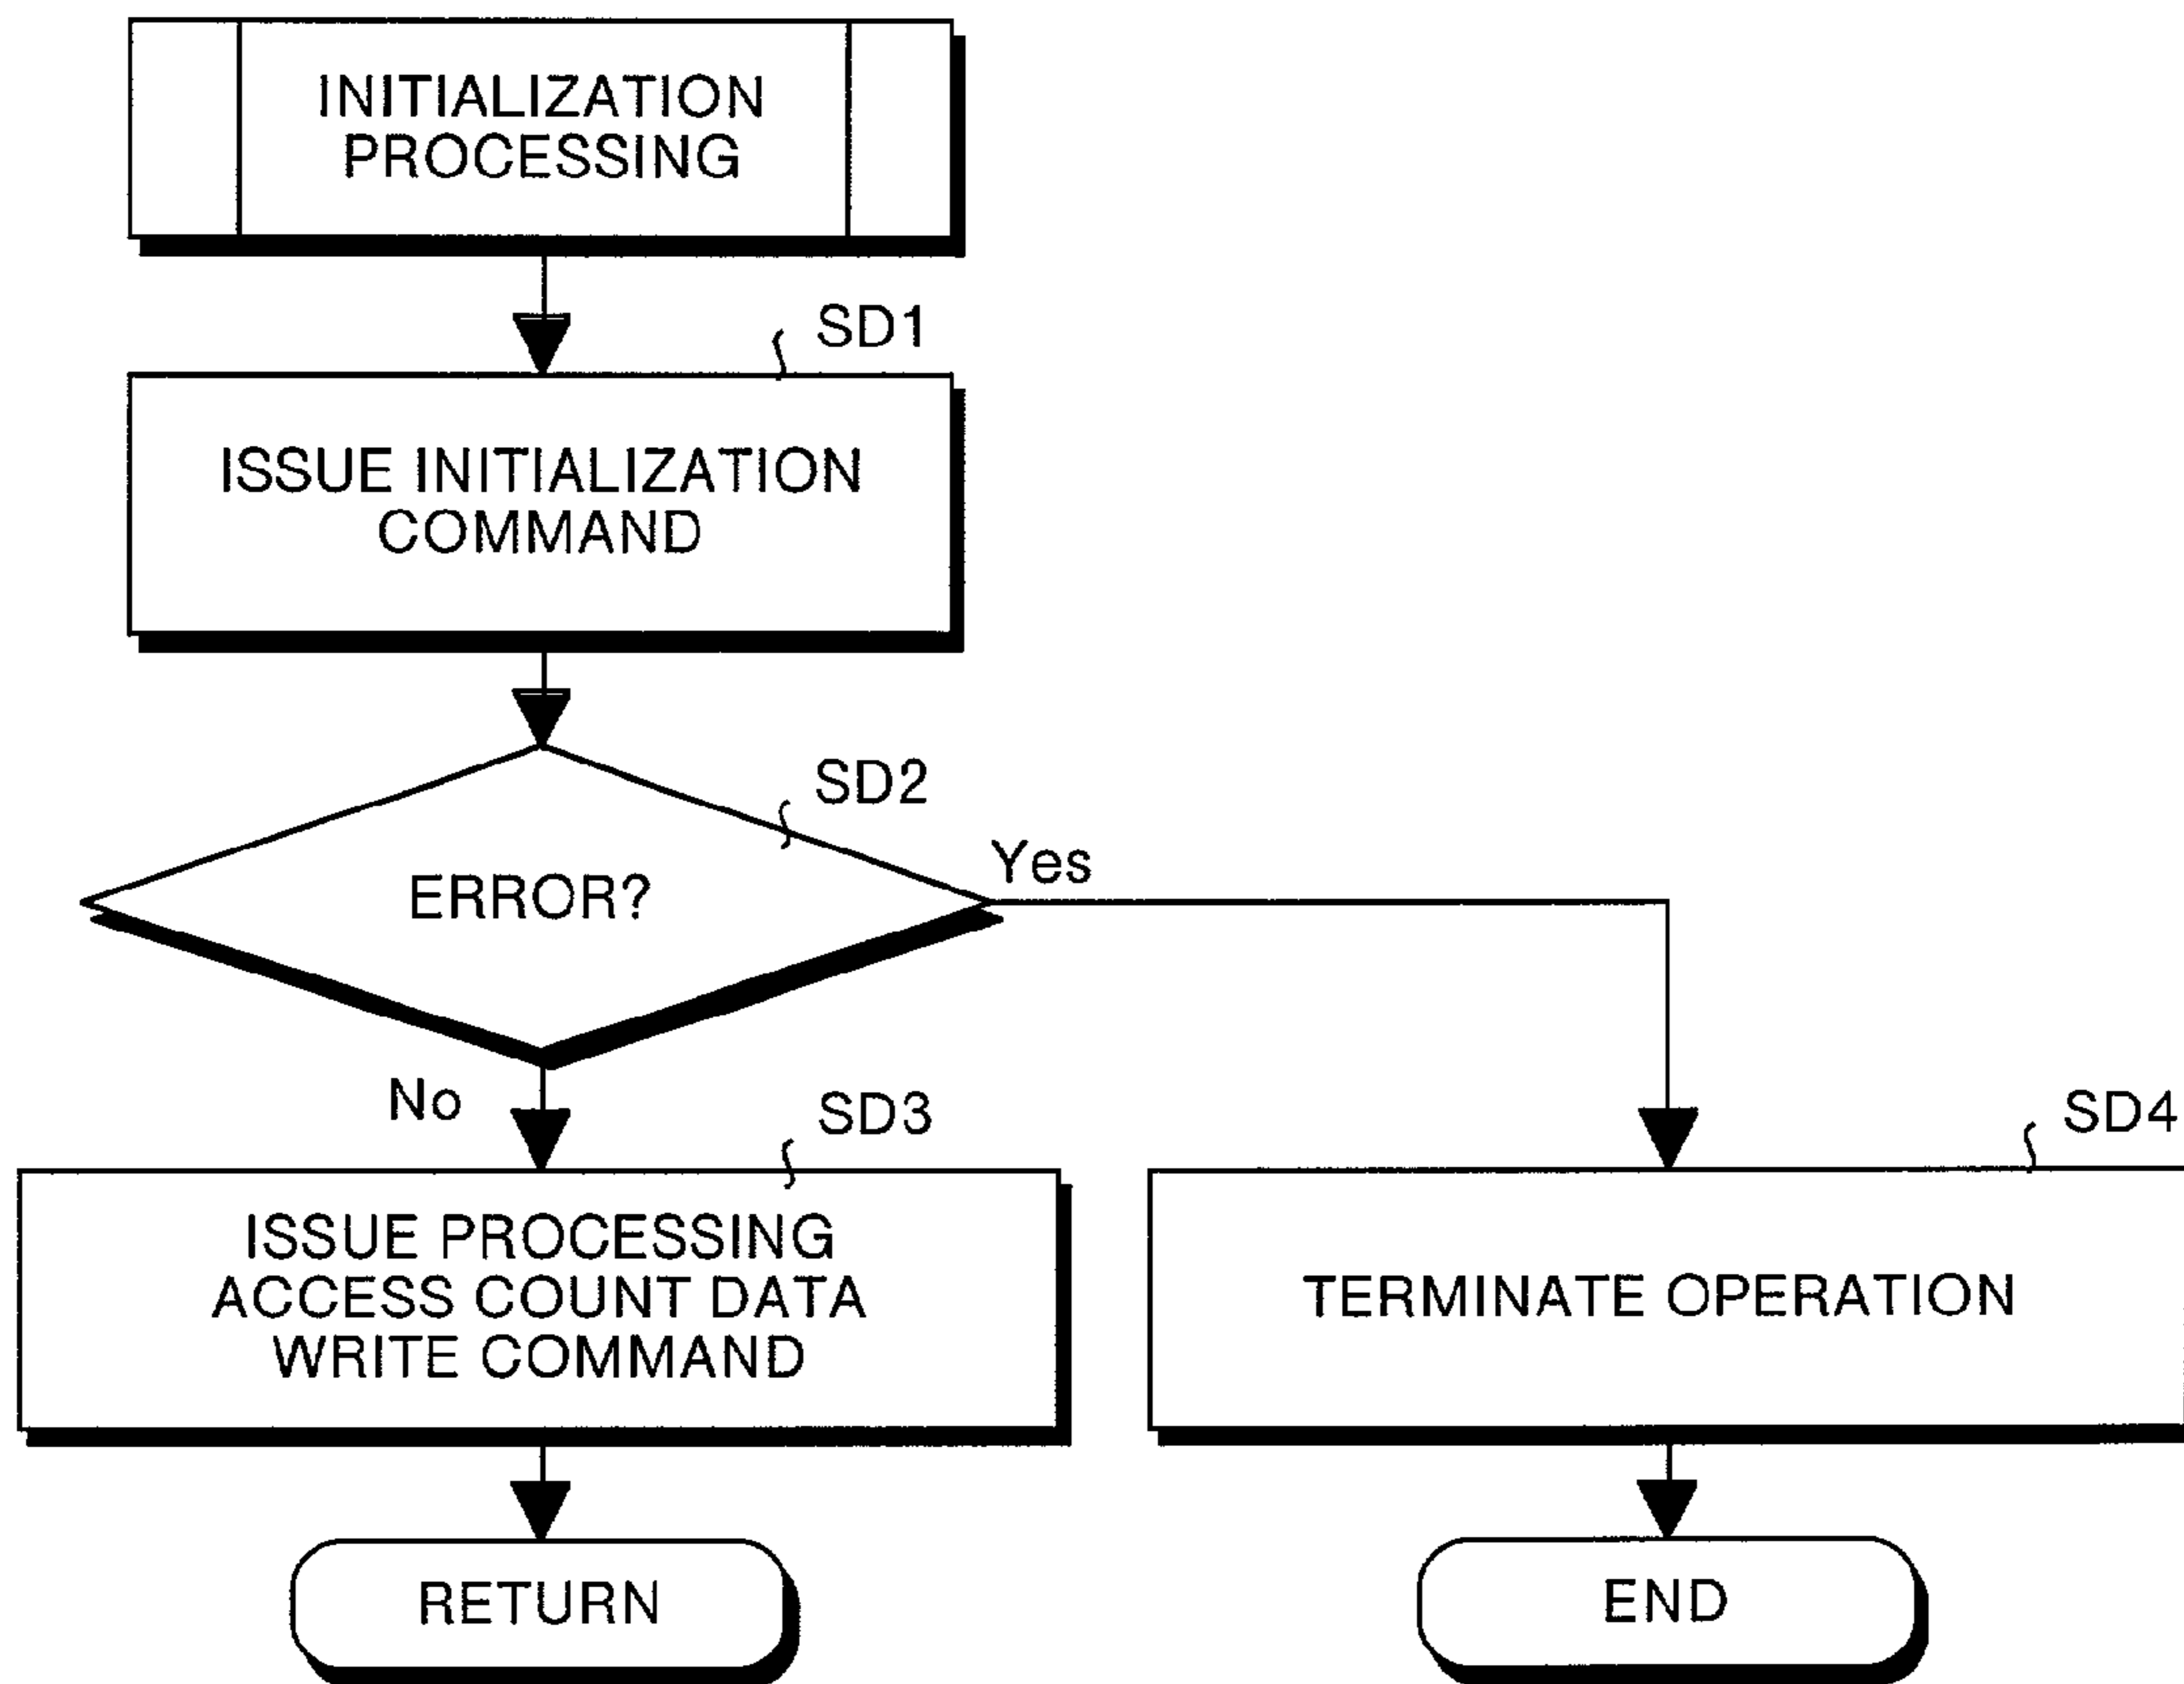 INITIALIZATION
PROCESSING
SD1
ISSUE INITIALIZATION
COMMAND
SD2
ERROR?
Yes
No
SD3
ISSUE PROCESSING
ACCESS COUNT DATA
WRITE COMMAND
SD4
TERMINATE OPERATION
RETURN
END